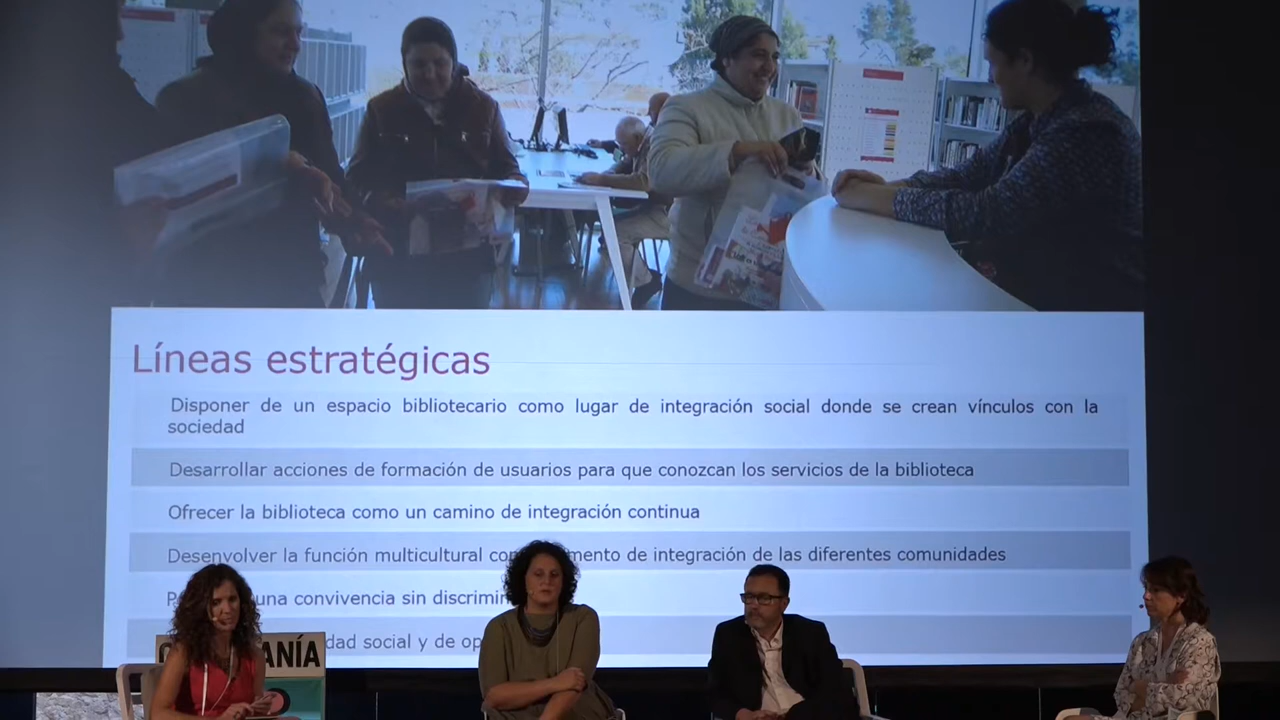 Líneas estratégicas
Disponer de un espacio bibliotecario como lugar de integración social donde se crean vínculos con la
sociedad
Desarrollar acciones de formación de usuarios para que conozcan los servicios de la biblioteca
Ofrecer la biblioteca como un camino de integración continua
Desenvolver la función multicultural de integración de las diferentes comunidades
una convivencia sin
social y de